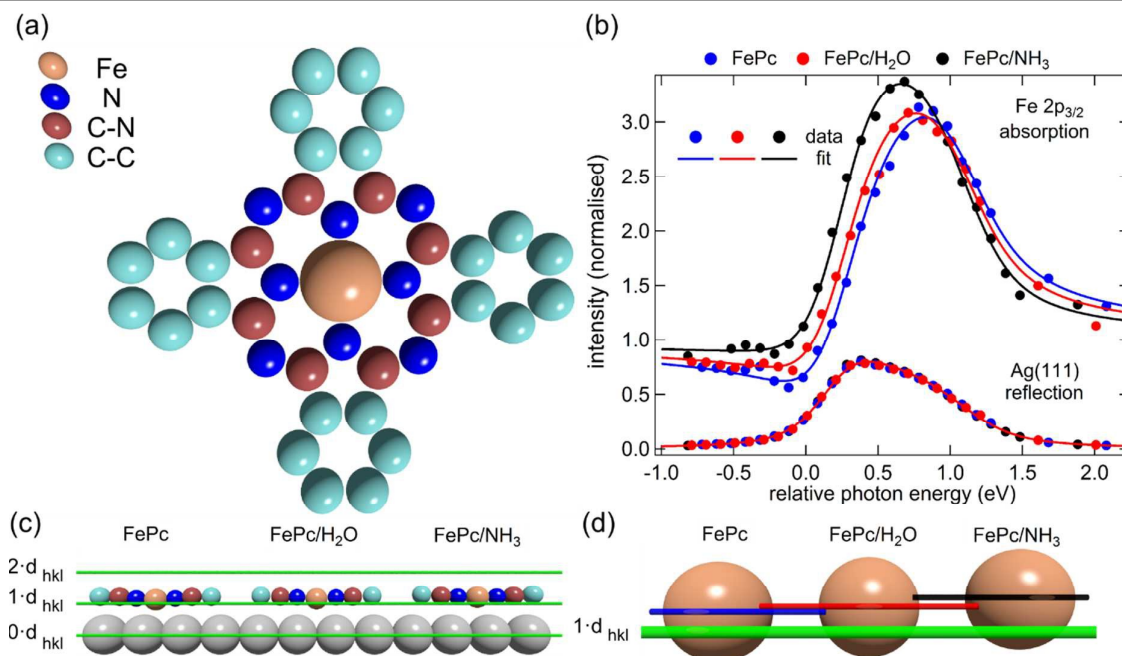 (a)
Fe
N
C-N
C-C
(b)
FePc FePc/H₂O FePc/NH₃
Fe 2p₃/₂
absorption
data
fit
Ag(111)
reflection
intensity (normalised)
3.0
2.5
2.0
1.5
1.0
0.5
0.0
-1.0 -0.5 0.0 0.5 1.0 1.5 2.0
relative photon energy (eV)
(c)
FePc FePc/H₂O FePc/NH₃
2·d hkl
1·d hkl
0·d hkl
(d)
FePc FePc/H₂O FePc/NH₃
1·d hkl